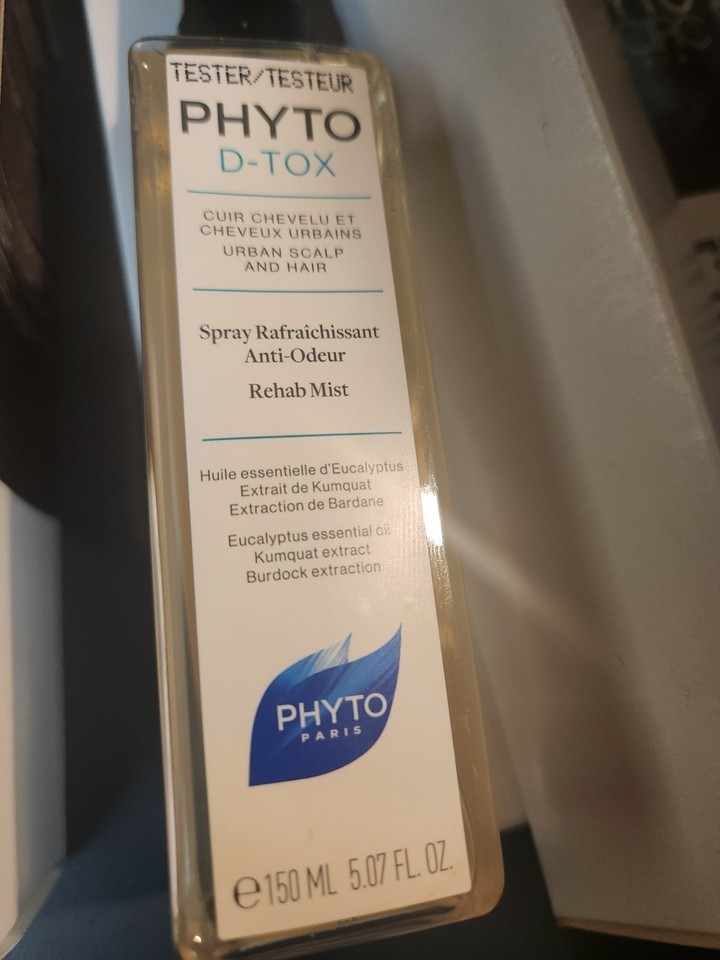 TESTER/TESTEUR
PHYTO
D-TOX
CUIR CHEVELU ET
CHEVEUX URBAINS
URBAN SCALP
AND HAIR
Spray Rafraîchissant
Anti-Odeur
Rehab Mist
Huile essentielle d'Eucalyptus
Extrait de Kumquat
Extraction de Bardane
Eucalyptus essential oil
Kumquat extract
Burdock extraction
PHYTO
PARIS
e150 ML 5.07 FL. OZ.